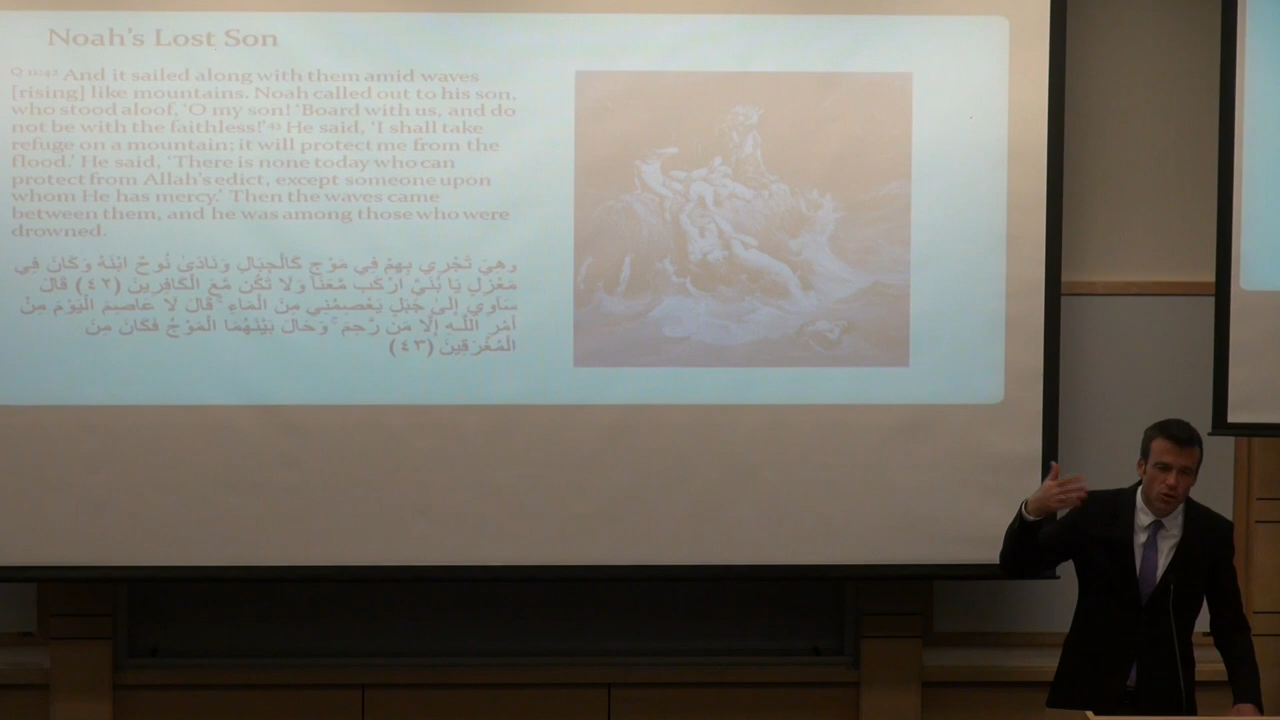 Noah's Lost Son
Q 11:42 And it sailed along with them amid waves
[rising] like mountains. Noah called out to his son,
who stood aloof, 'O my son! 'Board with us, and do
not be with the faithless!' 43 He said, 'I shall take
refuge on a mountain; it will protect me from the
flood.' He said, 'There is none today who can
protect from Allah's edict, except someone upon
whom He has mercy.' Then the waves came
between them, and he was among those who were
drowned.
وَهِيَ تَجْرِي بِهِمْ فِي مَوْجٍ كَالْجِبَالِ وَنَادَىٰ نُوحٌ ابْنَهُ وَكَانَ فِي
مَعْزِلٍ يَا بُنَيَّ ارْكَب مَّعَنَا وَلَا تَكُن مَّعَ الْكَافِرِينَ (٤٢) قَالَ
سَآوِي إِلَىٰ جَبَلٍ يَعْصِمُنِي مِنَ الْمَاءِ ۚ قَالَ لَا عَاصِمَ الْيَوْمَ مِنْ
أَمْرِ اللَّـهِ إِلَّا مَن رَّحِمَ ۚ وَحَالَ بَيْنَهُمَا الْمَوْجُ فَكَانَ مِنَ
الْمُغْرَقِينَ (٤٣)